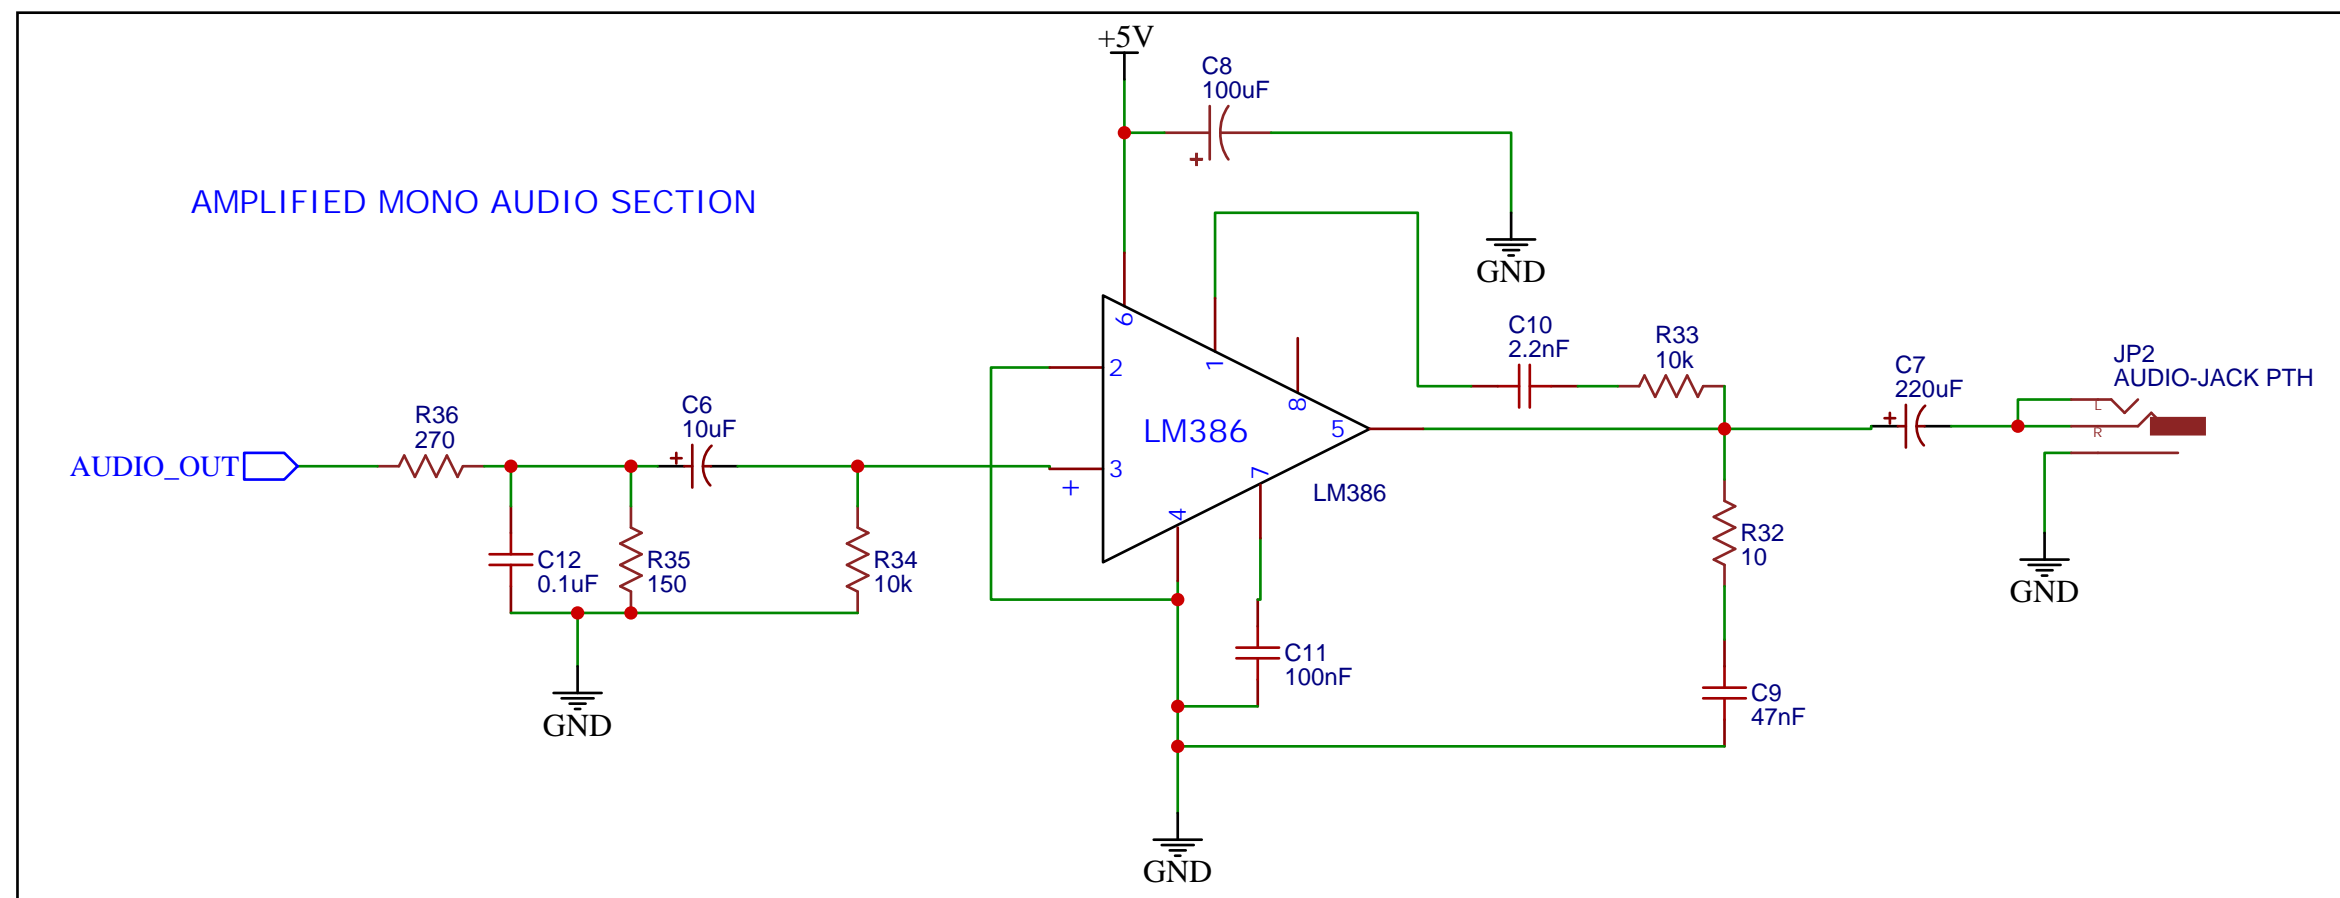 +5V
C8
100uF
AMPLIFIED MONO AUDIO SECTION
GND
6
1
8
2
3
+
4
7
5
LM386
LM386
C10
2.2nF
R33
10k
C7
220uF
JP2
AUDIO-JACK PTH
L
R
GND
AUDIO_OUT
R36
270
C6
10uF
C12
0.1uF
R35
150
R34
10k
GND
C11
100nF
R32
10
C9
47nF
GND